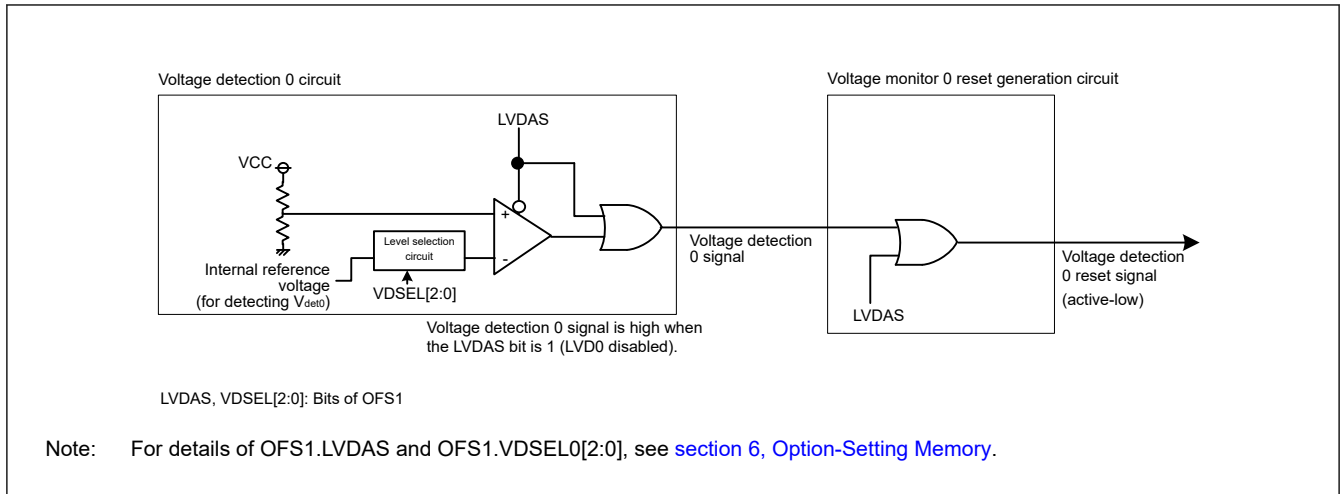 Voltage detection 0 circuit
Voltage monitor 0 reset generation circuit
LVDAS
VCC
+
-
Level selection
circuit
Internal reference
voltage
(for detecting Vdet0)
VDSEL[2:0]
Voltage detection
0 signal
LVDAS
Voltage detection
0 reset signal
(active-low)
Voltage detection 0 signal is high when
the LVDAS bit is 1 (LVD0 disabled).
LVDAS, VDSEL[2:0]: Bits of OFS1
Note: For details of OFS1.LVDAS and OFS1.VDSEL0[2:0], see section 6, Option-Setting Memory.